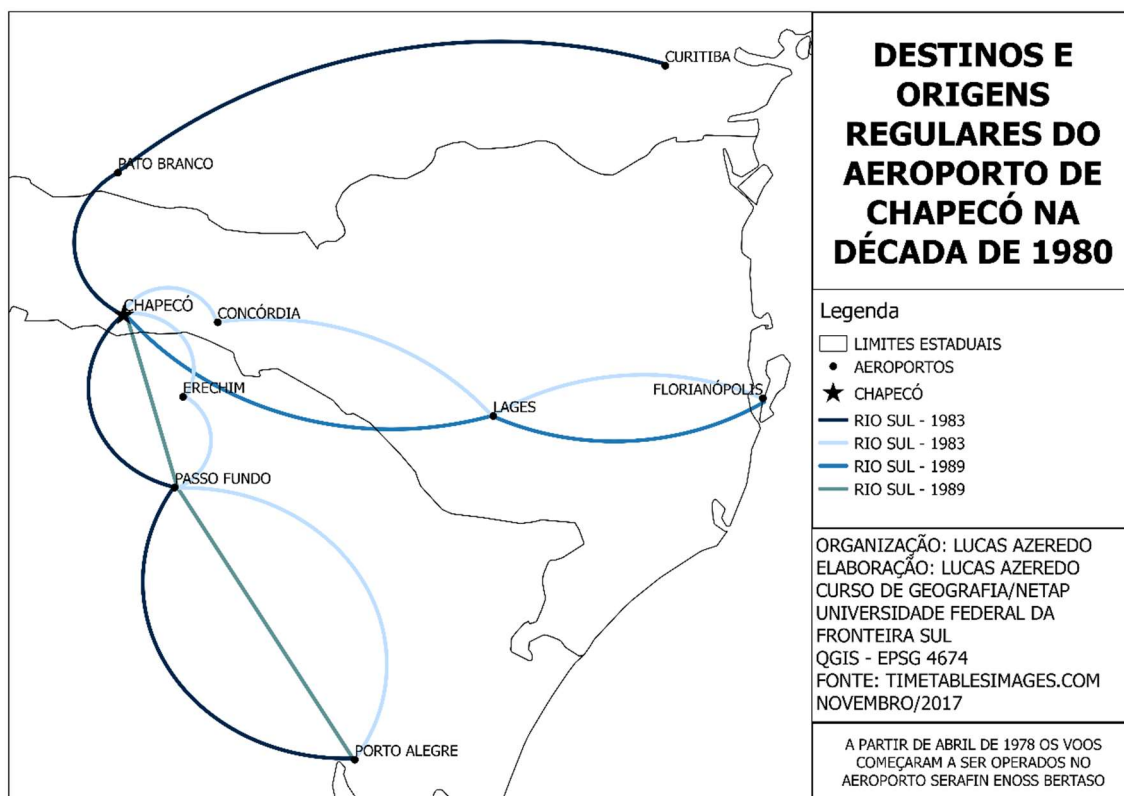 CURITIBA
PATO BRANCO
CHAPECÓ
CONCÓRDIA
ERECHIM
LAGES
FLORIANÓPOLIS
PASSO FUNDO
PORTO ALEGRE
DESTINOS E
ORIGENS
REGULARES DO
AEROPORTO DE
CHAPECÓ NA
DÉCADA DE 1980
Legenda
LIMITES ESTADUAIS
AEROPORTOS
CHAPECÓ
RIO SUL - 1983
RIO SUL - 1983
RIO SUL - 1989
RIO SUL - 1989
ORGANIZAÇÃO: LUCAS AZEREDO
ELABORAÇÃO: LUCAS AZEREDO
CURSO DE GEOGRAFIA/NETAP
UNIVERSIDADE FEDERAL DA
FRONTEIRA SUL
QGIS - EPSG 4674
FONTE: TIMETABLESIMAGES.COM
NOVEMBRO/2017
A PARTIR DE ABRIL DE 1978 OS VOOS
COMEÇARAM A SER OPERADOS NO
AEROPORTO SERAFIN ENOSS BERTASO